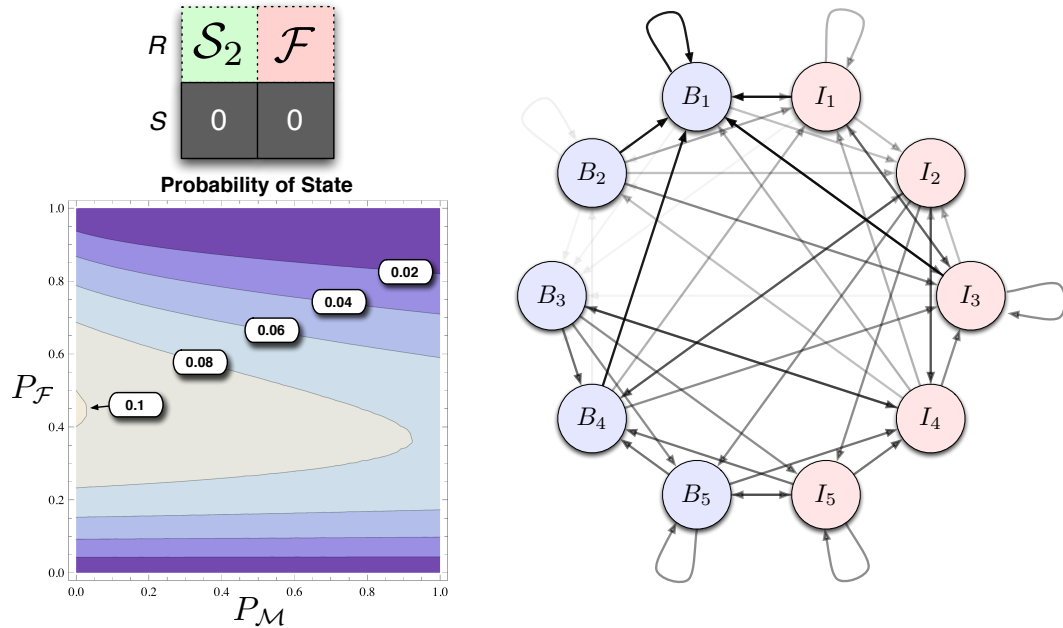 R S₂ F
S 0 0
Probability of State
1.0
0.8
0.6
0.4
0.2
0.0
P_F
0.02
0.04
0.06
0.08
0.1
0.0 0.2 0.4 0.6 0.8 1.0
P_M
B₁ I₁
B₂ I₂
B₃ I₃
B₄ I₄
B₅ I₅